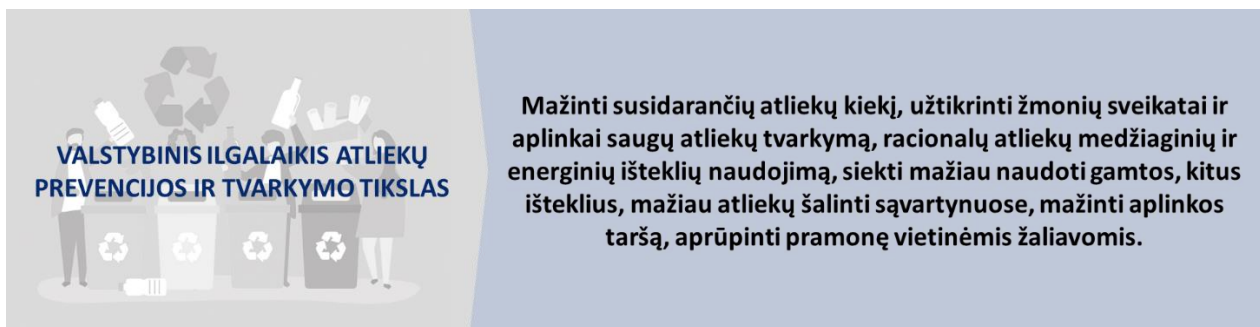 VALSTYBINIS ILGALAIKIS ATLIEKŲ
PREVENCIJOS IR TVARKYMO TIKSLAS
Mažinti susidarančių atliekų kiekį, užtikrinti žmonių sveikatai ir
aplinkai saugų atliekų tvarkymą, racionalų atliekų medžiaginių ir
energinių išteklių naudojimą, siekti mažiau naudoti gamtos, kitus
išteklius, mažiau atliekų šalinti sąvartynuose, mažinti aplinkos
taršą, aprūpinti pramonę vietinėmis žaliavomis.